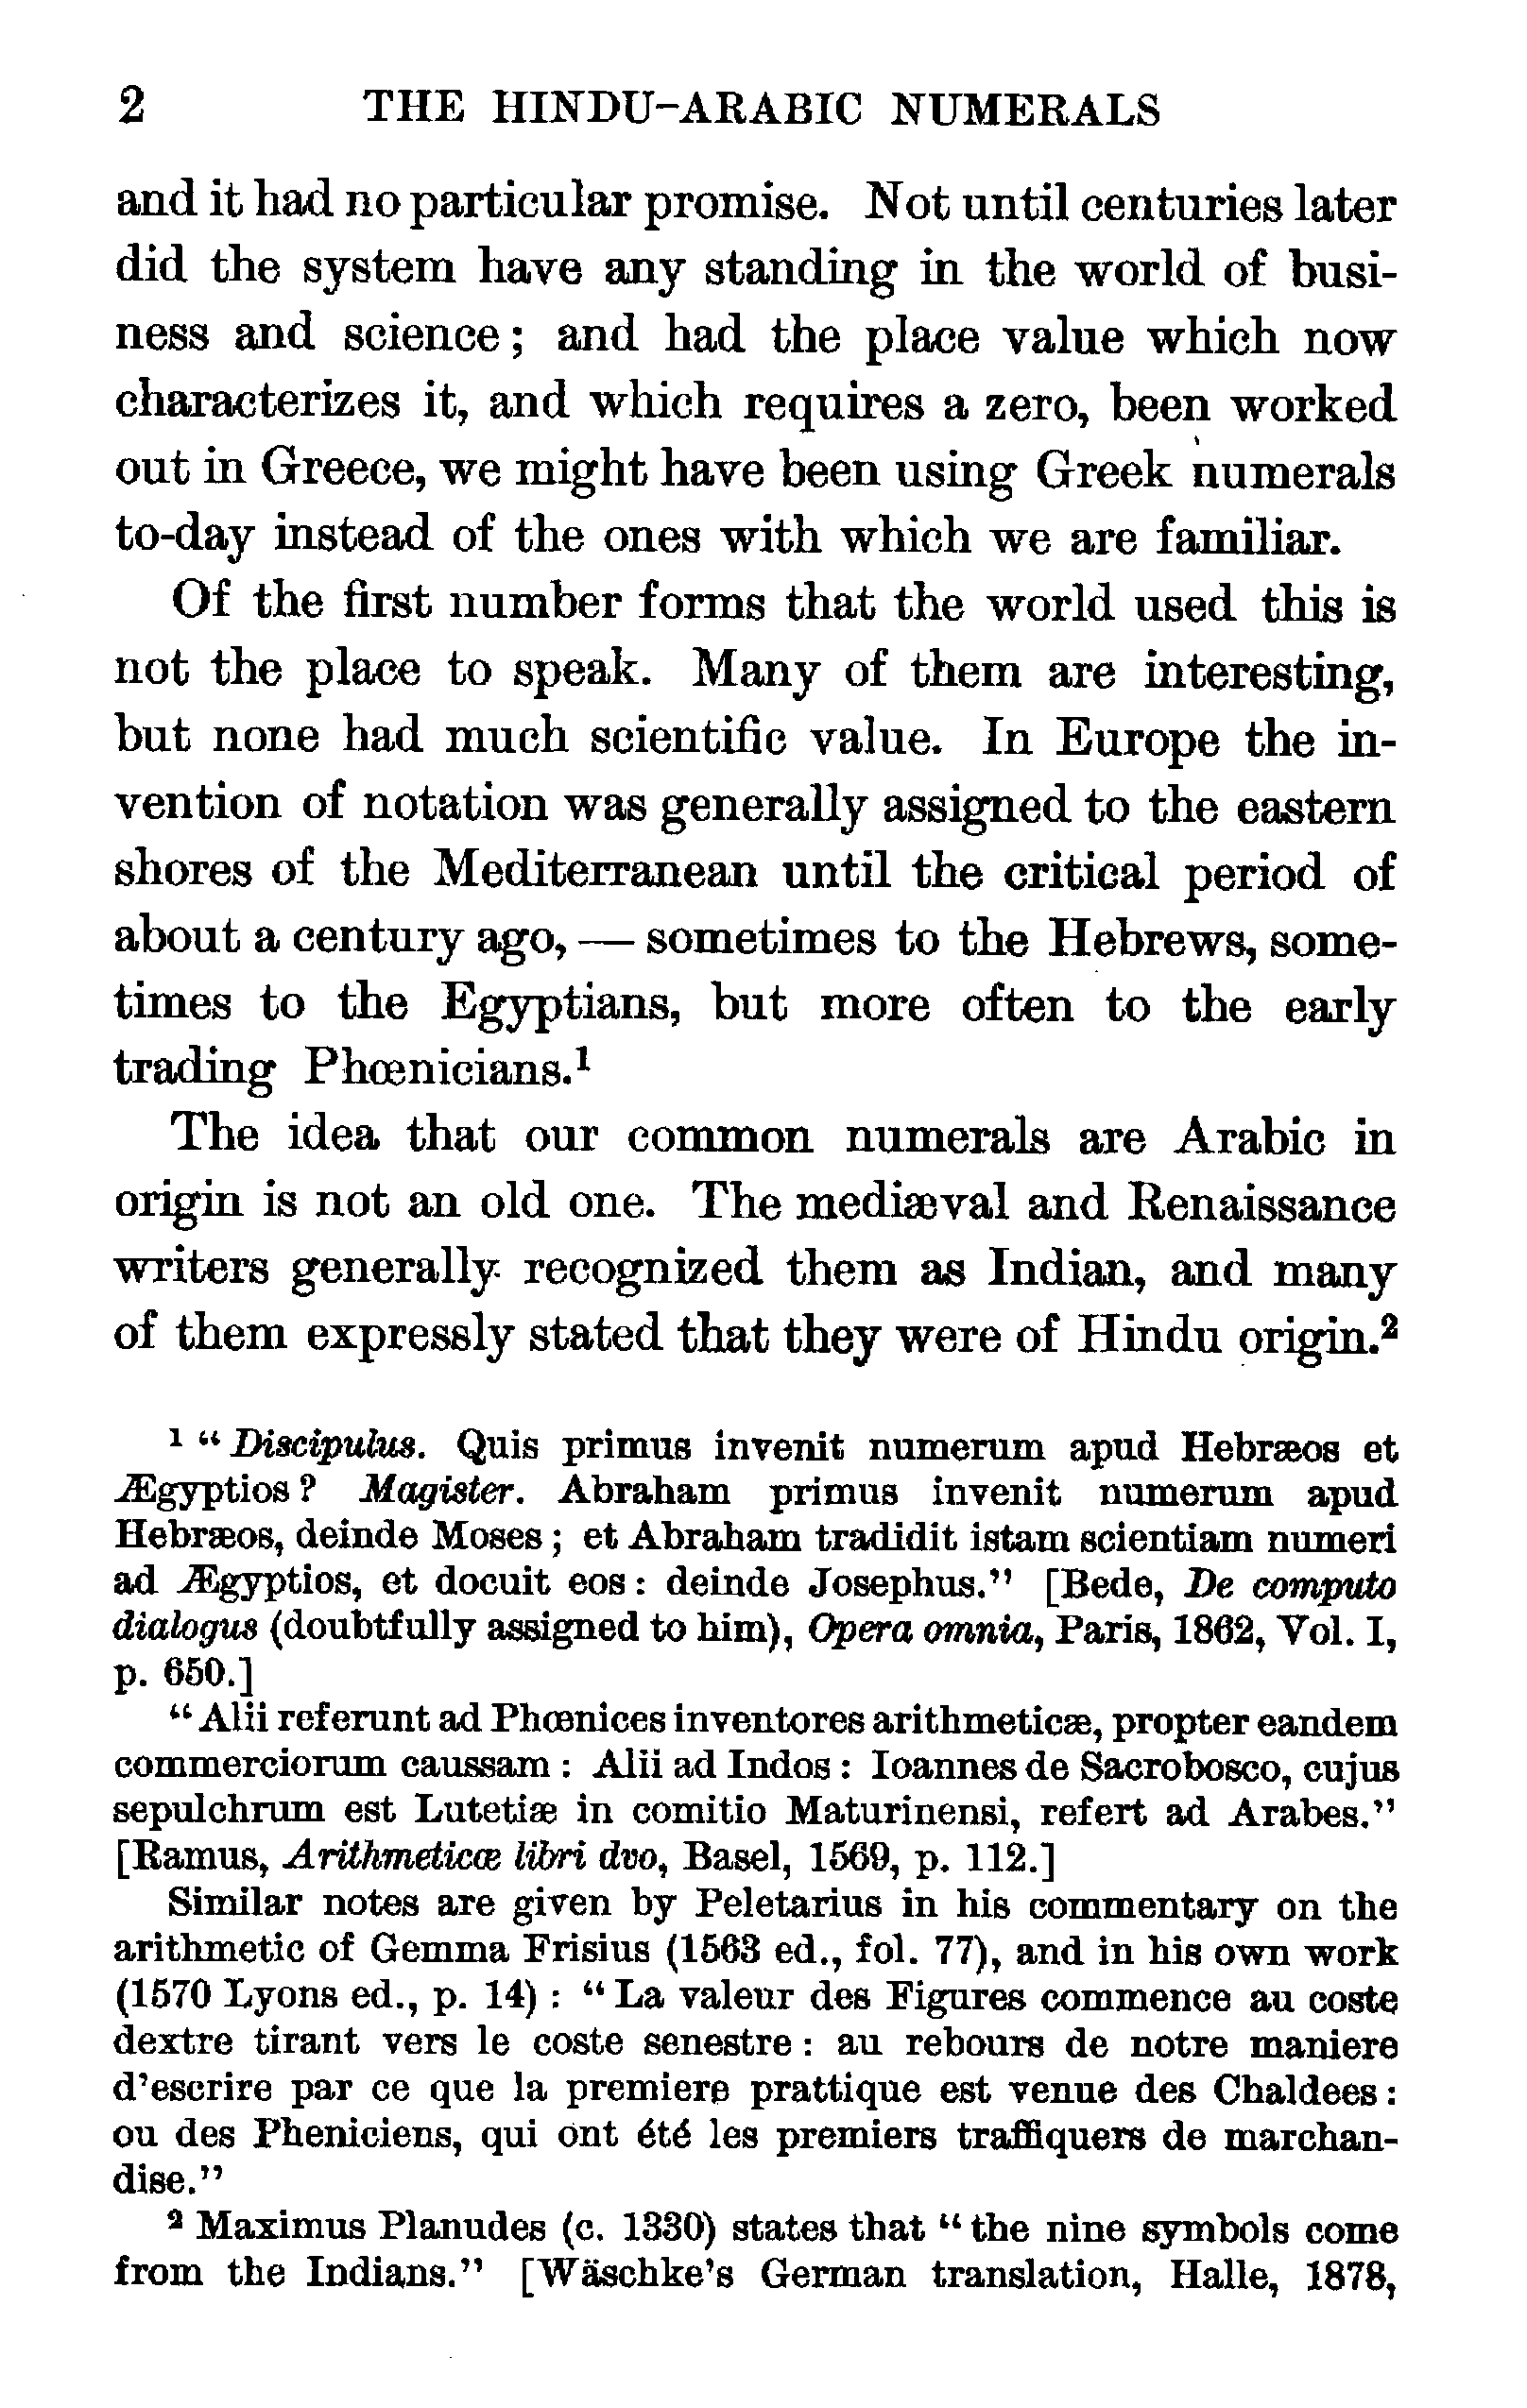 2 THE HINDU-ARABIC NUMERALS
and it had no particular promise. Not until centuries later
did the system have any standing in the world of busi-
ness and science; and had the place value which now
characterizes it, and which requires a zero, been worked
out in Greece, we might have been using Greek numerals
to-day instead of the ones with which we are familiar.
Of the first number forms that the world used this is
not the place to speak. Many of them are interesting,
but none had much scientific value. In Europe the in-
vention of notation was generally assigned to the eastern
shores of the Mediterranean until the critical period of
about a century ago, — sometimes to the Hebrews, some-
times to the Egyptians, but more often to the early
trading Phœnicians.¹
The idea that our common numerals are Arabic in
origin is not an old one. The mediæval and Renaissance
writers generally recognized them as Indian, and many
of them expressly stated that they were of Hindu origin.²
¹ “Discipulus. Quis primus invenit numerum apud Hebræos et
Ægyptios? Magister. Abraham primus invenit numerum apud
Hebræos, deinde Moses; et Abraham tradidit istam scientiam numeri
ad Ægyptios, et docuit eos: deinde Josephus.” [Bede, De computo
dialogus (doubtfully assigned to him), Opera omnia, Paris, 1862, Vol. I,
p. 650.]
“Alii referunt ad Phœnices inventores arithmeticæ, propter eandem
commerciorum caussam: Alii ad Indos: Ioannes de Sacrobosco, cujus
sepulchrum est Lutetiæ in comitio Maturinensi, refert ad Arabes.”
[Ramus, Arithmeticæ libri dvo, Basel, 1569, p. 112.]
Similar notes are given by Peletarius in his commentary on the
arithmetic of Gemma Frisius (1563 ed., fol. 77), and in his own work
(1570 Lyons ed., p. 14): “La valeur des Figures commence au coste
dextre tirant vers le coste senestre: au rebours de notre maniere
d’escrire par ce que la premiere prattique est venue des Chaldees:
ou des Pheniciens, qui ont été les premiers traffiquers de marchan-
dise.”
² Maximus Planudes (c. 1330) states that “the nine symbols come
from the Indians.” [Wäschke’s German translation, Halle, 1878,